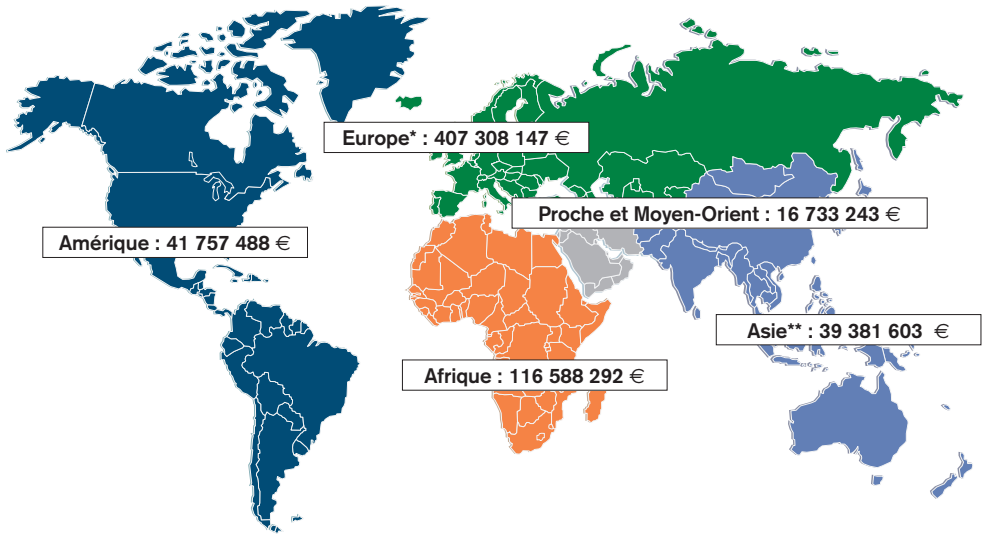 Europe* : 407 308 147 €
Proche et Moyen-Orient : 16 733 243 €
Amérique : 41 757 488 €
Asie** : 39 381 603 €
Afrique : 116 588 292 €